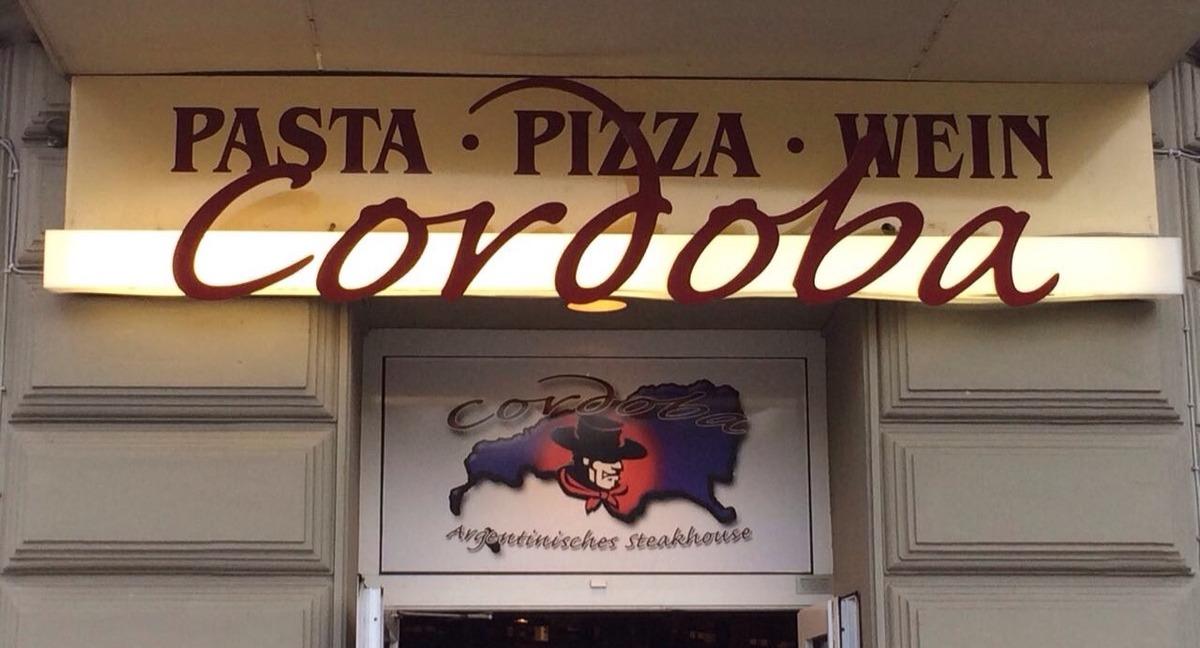 PASTA • PIZZA • WEIN
Cordoba
cordoba
Argentinisches Steakhouse